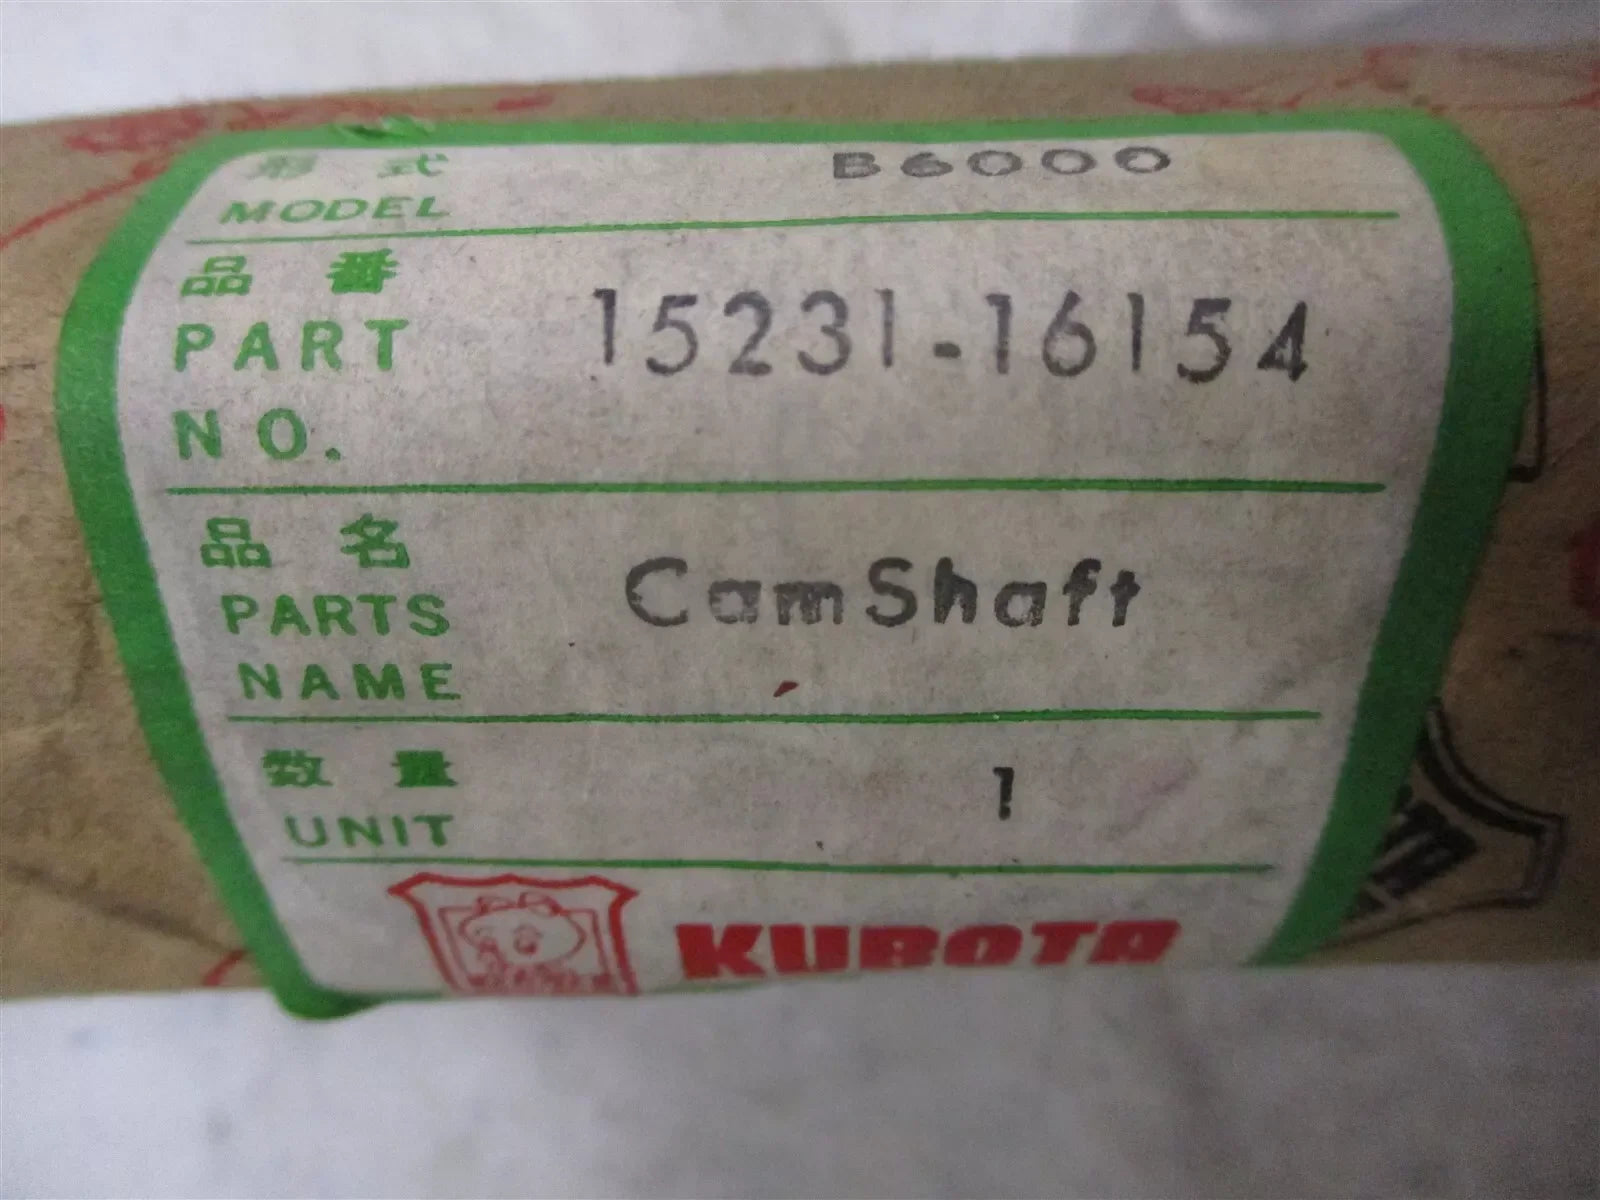 形 式 B6000
MODEL
品 番
PART 15231-16154
NO.
品 名
PARTS CamShaft
NAME
数 量 1
UNIT
KUBOTA